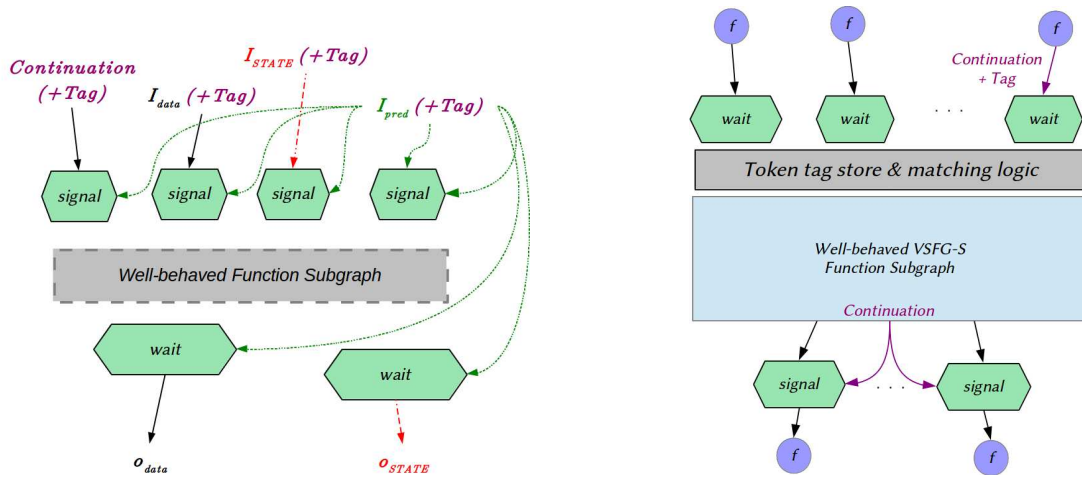 Continuation
(+Tag)
I_data (+Tag)
I_STATE (+Tag)
I_pred (+Tag)
signal
signal
signal
signal
Well-behaved Function Subgraph
wait
wait
o_data
o_STATE
f
f
f
Continuation
+ Tag
wait
wait
. . .
wait
Token tag store & matching logic
Well-behaved VSFG-S
Function Subgraph
Continuation
signal
. . .
signal
f
f